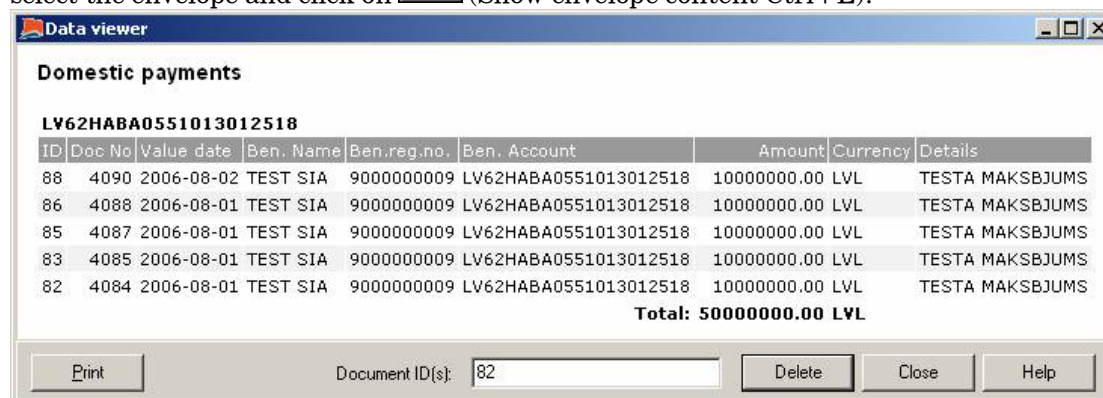 select the envelope and click on (Show envelope content Ctrl+E).
Data viewer
Domestic payments
LV62HABA0551013012518
ID Doc No Value date Ben. Name Ben.reg.no. Ben. Account Amount Currency Details
88 4090 2006-08-02 TEST SIA 9000000009 LV62HABA0551013012518 10000000.00 LVL TESTA MAKSBJUMS
86 4088 2006-08-01 TEST SIA 9000000009 LV62HABA0551013012518 10000000.00 LVL TESTA MAKSBJUMS
85 4087 2006-08-01 TEST SIA 9000000009 LV62HABA0551013012518 10000000.00 LVL TESTA MAKSBJUMS
83 4085 2006-08-01 TEST SIA 9000000009 LV62HABA0551013012518 10000000.00 LVL TESTA MAKSBJUMS
82 4084 2006-08-01 TEST SIA 9000000009 LV62HABA0551013012518 10000000.00 LVL TESTA MAKSBJUMS
Total: 50000000.00 LVL
Print Document ID(s): 82 Delete Close Help